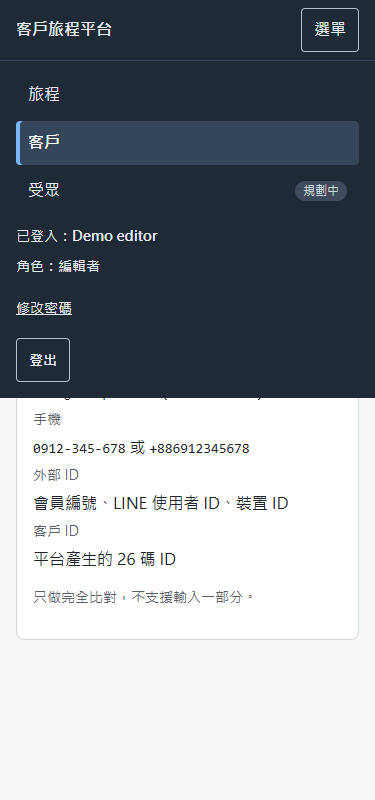 客戶旅程平台
選單
旅程
客戶
受眾
規劃中
已登入：Demo editor
角色：編輯者
修改密碼
登出
手機
0912-345-678 或 +886912345678
外部 ID
會員編號、LINE 使用者 ID、裝置 ID
客戶 ID
平台產生的 26 碼 ID
只做完全比對，不支援輸入一部分。